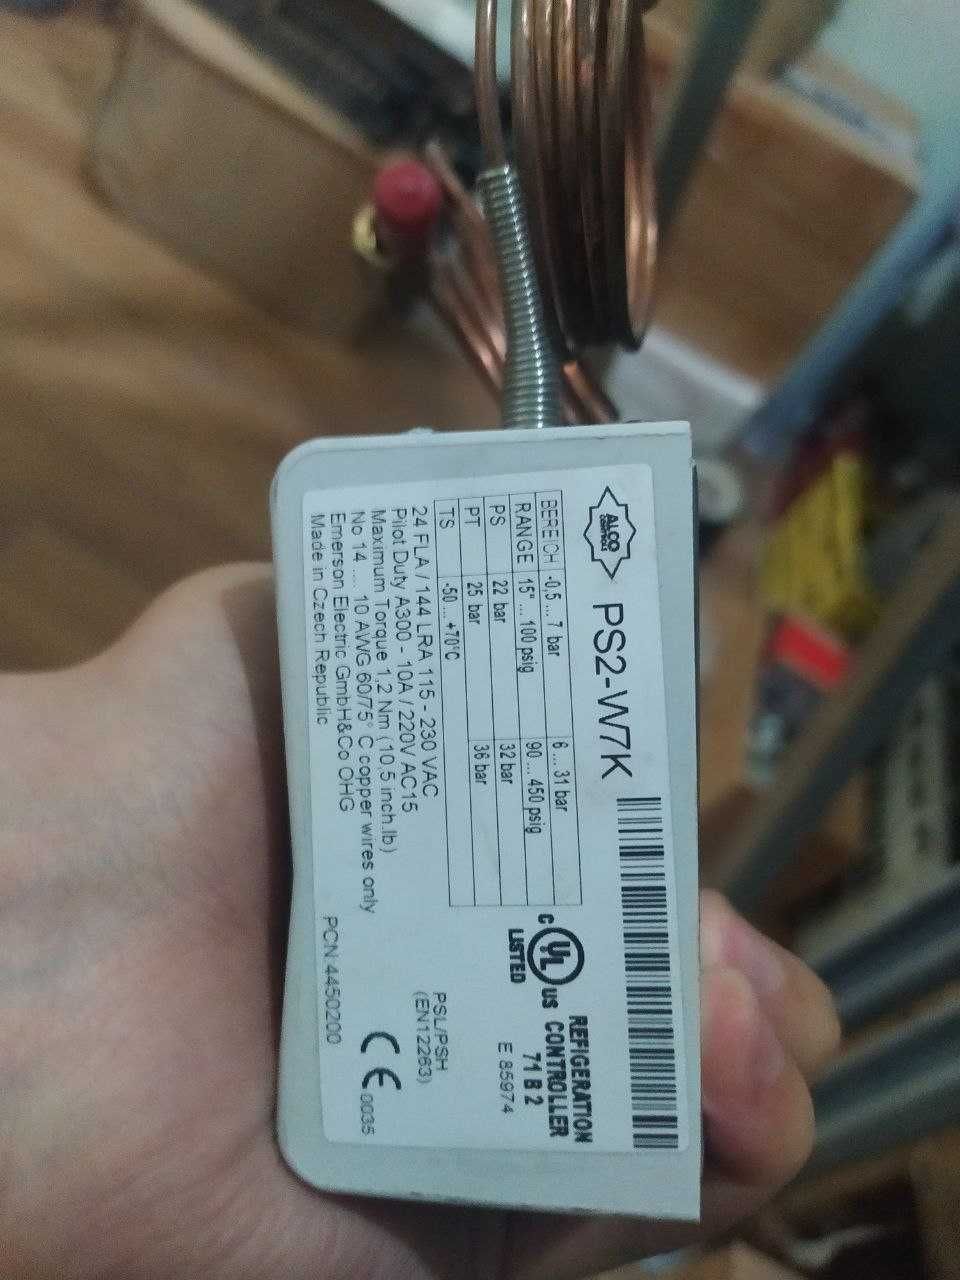 ALCO
CONTROLS
PS2-W7K
BEREICH -0,5 ... 7 bar 6 ... 31 bar
RANGE 15" ... 100 psig 90 ... 450 psig
PS 22 bar 32 bar
PT 25 bar 36 bar
TS -50 ... +70°C
24 FLA / 144 LRA 115 - 230 VAC
Pilot Duty A300 - 10A / 220V AC15
Maximum Torque 1,2 Nm (10,5 inch.lb)
No 14 ... 10 AWG 60/75° C copper wires only
Emerson Electric GmbH&Co OHG
Made in Czech Republic
C UL US
LISTED
REFIGERATION
CONTROLLER
71 B 2
E 85974
PSL/PSH
(EN12263)
CE 0035
PCN 4450200